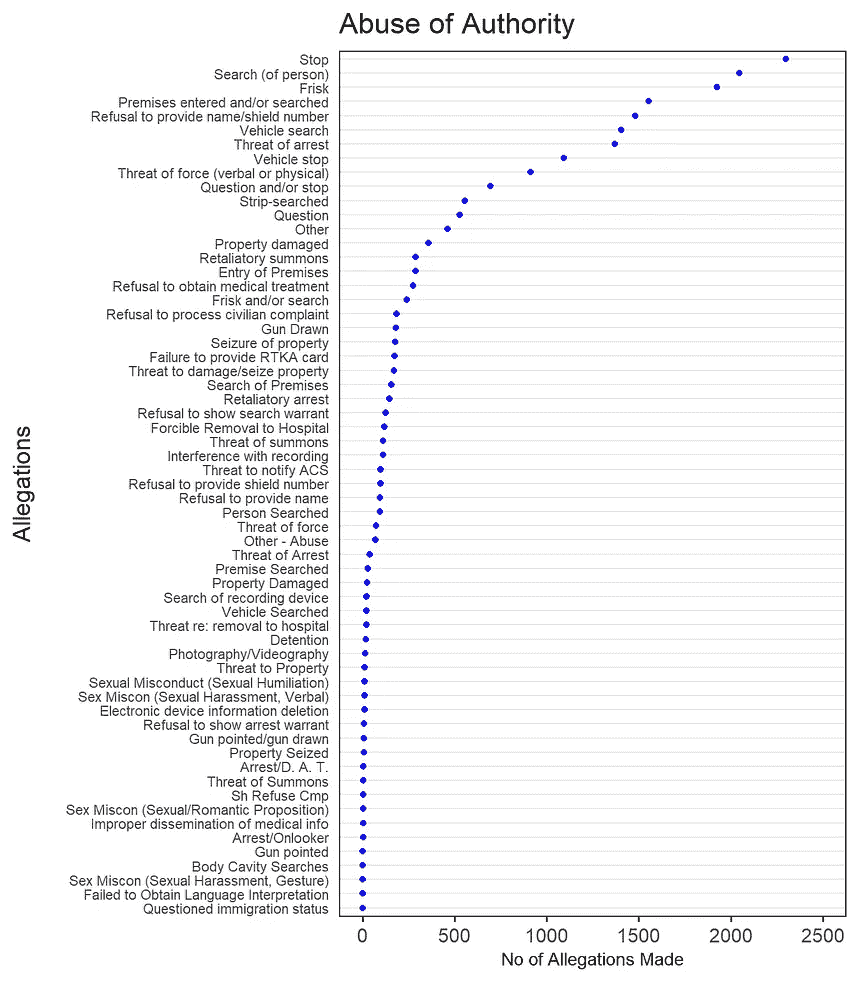 Abuse of Authority
Allegations
Stop
Search (of person)
Frisk
Premises entered and/or searched
Refusal to provide name/shield number
Vehicle search
Threat of arrest
Vehicle stop
Threat of force (verbal or physical)
Question and/or stop
Strip-searched
Question
Other
Property damaged
Retaliatory summons
Entry of Premises
Refusal to obtain medical treatment
Frisk and/or search
Refusal to process civilian complaint
Gun Drawn
Seizure of property
Failure to provide RTKA card
Threat to damage/seize property
Search of Premises
Retaliatory arrest
Refusal to show search warrant
Forcible Removal to Hospital
Threat of summons
Interference with recording
Threat to notify ACS
Refusal to provide shield number
Refusal to provide name
Person Searched
Threat of force
Other - Abuse
Threat of Arrest
Premise Searched
Property Damaged
Search of recording device
Vehicle Searched
Threat re: removal to hospital
Detention
Photography/Videography
Threat to Property
Sexual Misconduct (Sexual Humiliation)
Sex Miscon (Sexual Harassment, Verbal)
Electronic device information deletion
Refusal to show arrest warrant
Gun pointed/gun drawn
Property Seized
Arrest/D. A. T.
Threat of Summons
Sh Refuse Cmp
Sex Miscon (Sexual/Romantic Proposition)
Improper dissemination of medical info
Arrest/Onlooker
Gun pointed
Body Cavity Searches
Sex Miscon (Sexual Harassment, Gesture)
Failed to Obtain Language Interpretation
Questioned immigration status
0 500 1000 1500 2000 2500
No of Allegations Made